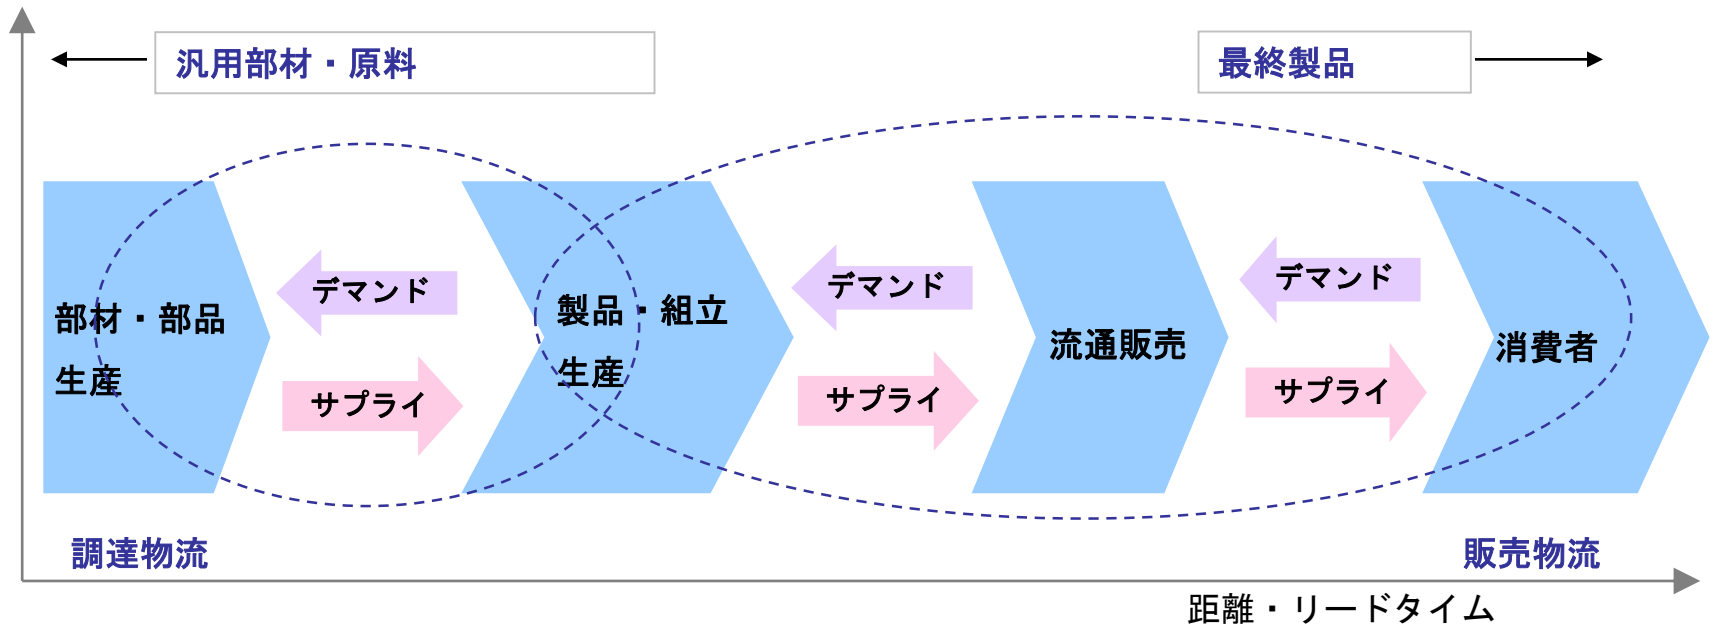 汎用部材・原料
最終製品
部材・部品
生産
デマンド
サプライ
製品・組立
生産
デマンド
サプライ
流通販売
デマンド
サプライ
消費者
調達物流
販売物流
距離・リードタイム